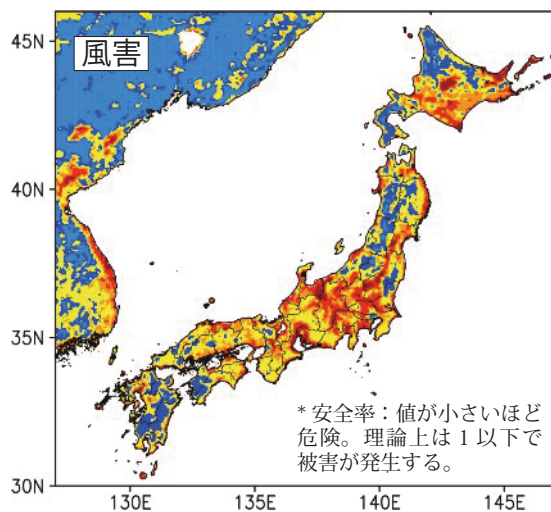 45N
風害
40N
35N
*安全率：値が小さいほど
危険。理論上は 1 以下で
被害が発生する。
30N
130E 135E 140E 145E